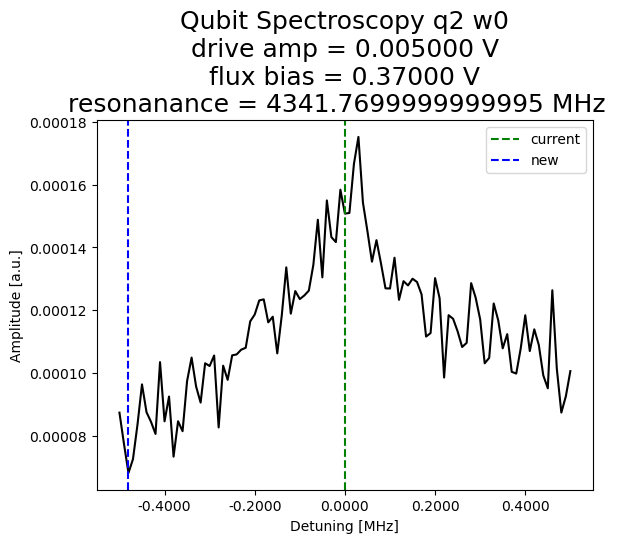 Qubit Spectroscopy q2 w0
drive amp = 0.005000 V
flux bias = 0.37000 V
resonanance = 4341.7699999999995 MHz
0.00018
0.00016
0.00014
0.00012
0.00010
0.00008
Amplitude [a.u.]
current
new
-0.4000
-0.2000
0.0000
0.2000
0.4000
Detuning [MHz]